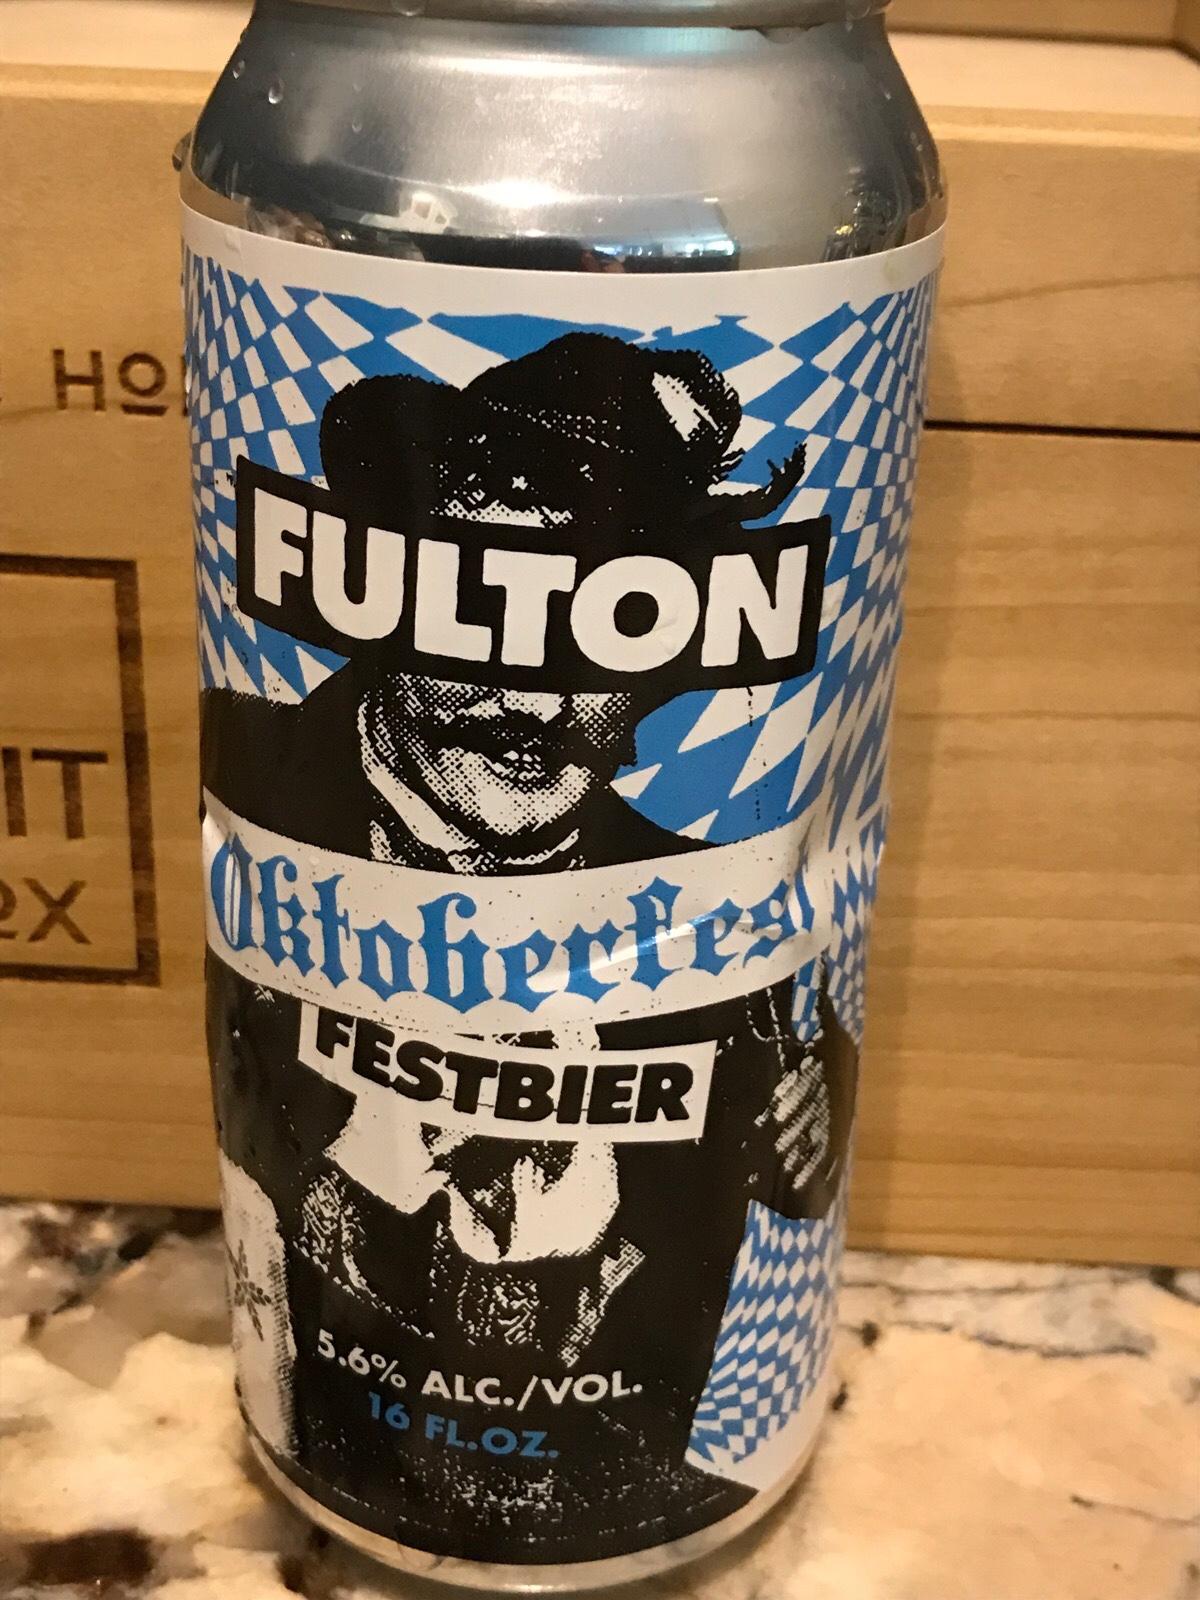 FULTON
Oktoberfest
FESTBIER
5.6% ALC./VOL.
16 FL.OZ.